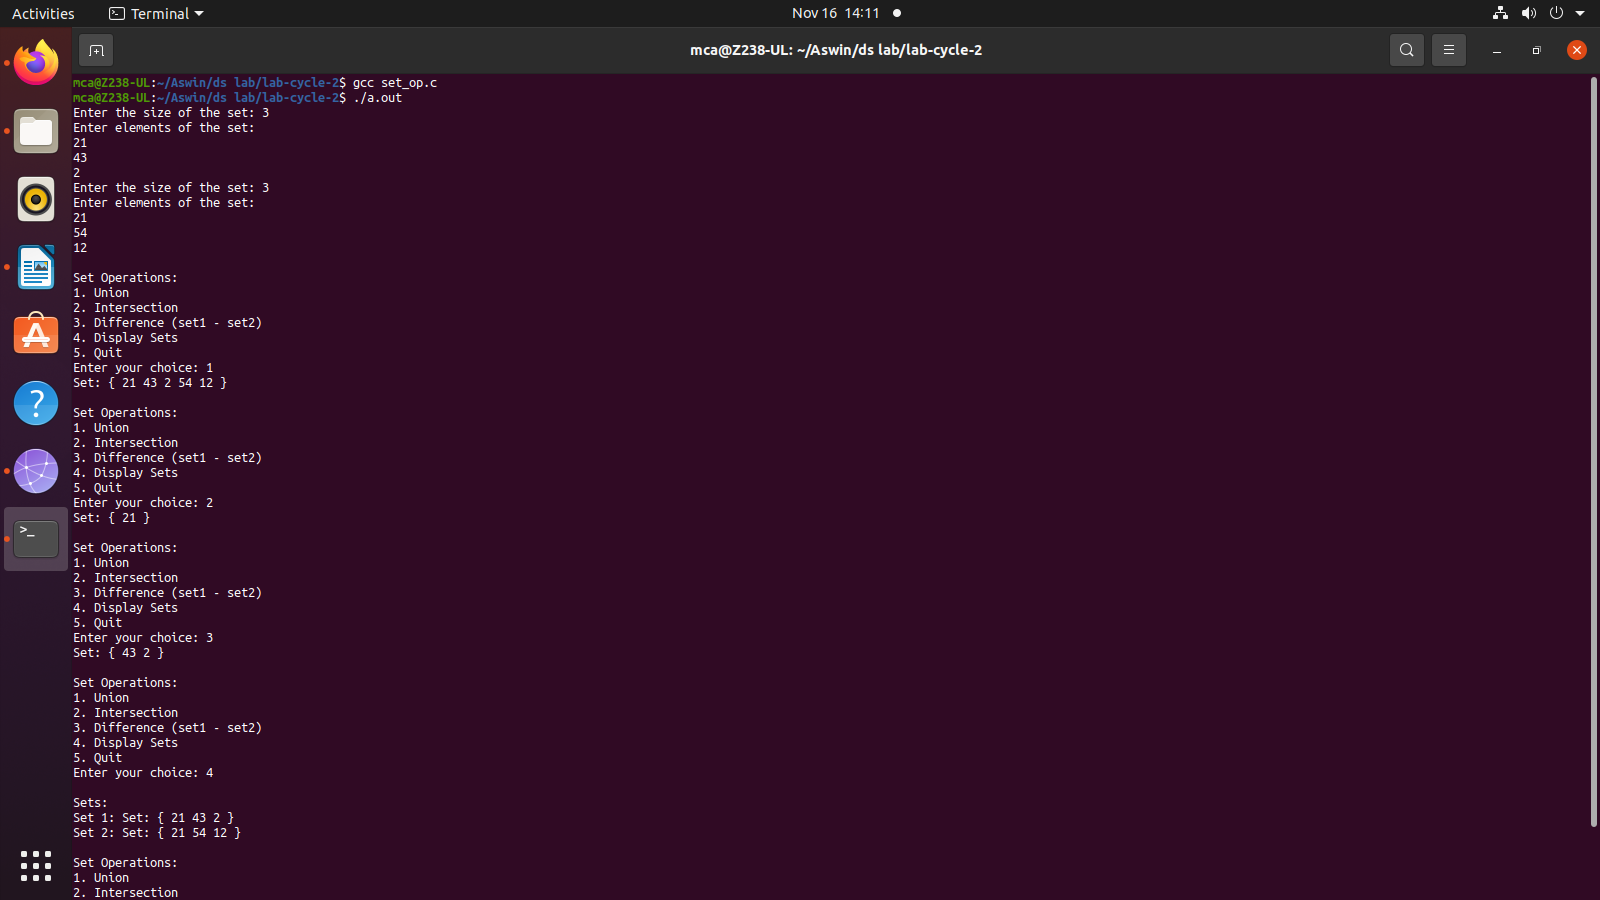 Activities
Terminal
Nov 16 14:11
mca@Z238-UL: ~/Aswin/ds lab/lab-cycle-2
mca@Z238-UL:~/Aswin/ds lab/lab-cycle-2$ gcc set_op.c
mca@Z238-UL:~/Aswin/ds lab/lab-cycle-2$ ./a.out
Enter the size of the set: 3
Enter elements of the set:
21
43
2
Enter the size of the set: 3
Enter elements of the set:
21
54
12
Set Operations:
1. Union
2. Intersection
3. Difference (set1 - set2)
4. Display Sets
5. Quit
Enter your choice: 1
Set: { 21 43 2 54 12 }
Set Operations:
1. Union
2. Intersection
3. Difference (set1 - set2)
4. Display Sets
5. Quit
Enter your choice: 2
Set: { 21 }
Set Operations:
1. Union
2. Intersection
3. Difference (set1 - set2)
4. Display Sets
5. Quit
Enter your choice: 3
Set: { 43 2 }
Set Operations:
1. Union
2. Intersection
3. Difference (set1 - set2)
4. Display Sets
5. Quit
Enter your choice: 4
Sets:
Set 1: Set: { 21 43 2 }
Set 2: Set: { 21 54 12 }
Set Operations:
1. Union
2. Intersection